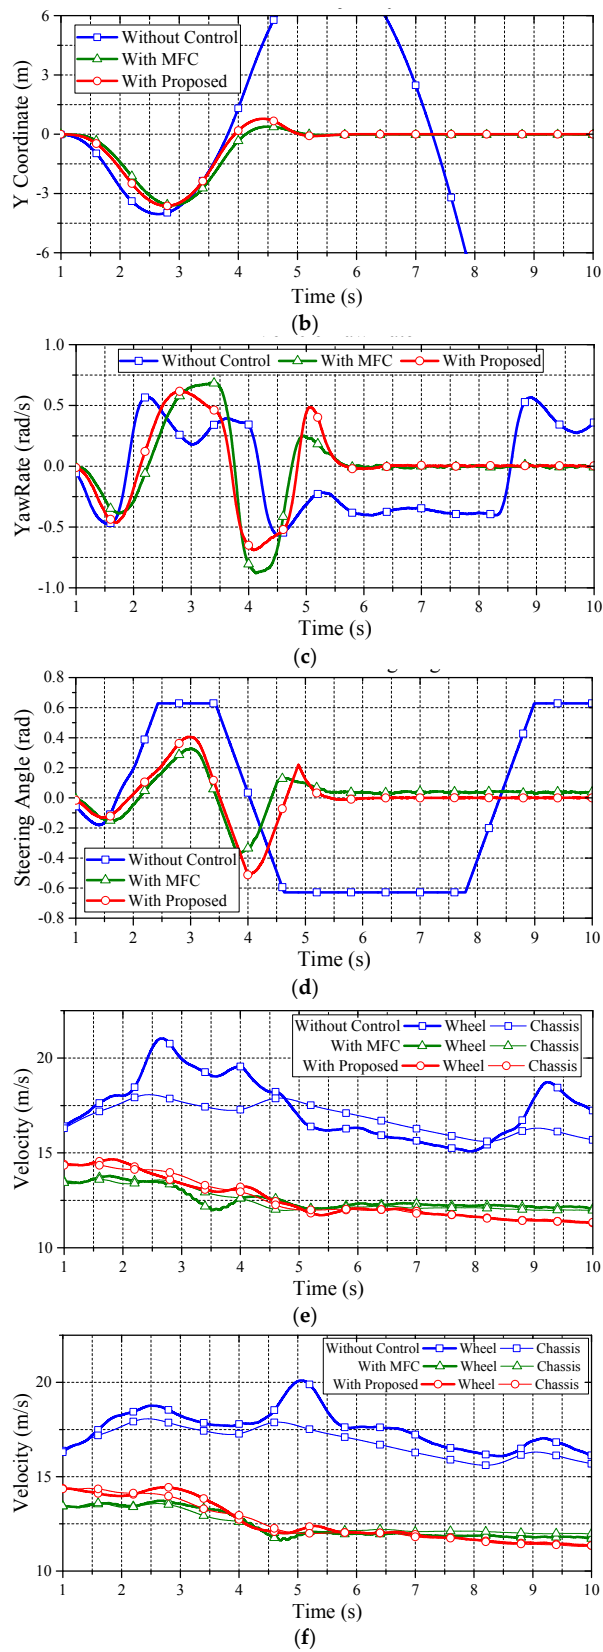 6
3
0
-3
-6
Y Coordinate (m)
Without Control
With MFC
With Proposed
1 2 3 4 5 6 7 8 9 10
Time (s)
(b)
1.0
0.5
0.0
-0.5
-1.0
YawRate (rad/s)
Without Control With MFC With Proposed
1 2 3 4 5 6 7 8 9 10
Time (s)
(c)
0.8
0.6
0.4
0.2
0.0
-0.2
-0.4
-0.6
-0.8
Steering Angle (rad)
Without Control
With MFC
With Proposed
1 2 3 4 5 6 7 8 9 10
Time (s)
(d)
20
15
10
Velocity (m/s)
Without Control Wheel Chassis
With MFC Wheel Chassis
With Proposed Wheel Chassis
1 2 3 4 5 6 7 8 9 10
Time (s)
(e)
20
15
10
Velocity (m/s)
Without Control Wheel Chassis
With MFC Wheel Chassis
With Proposed Wheel Chassis
1 2 3 4 5 6 7 8 9 10
Time (s)
(f)